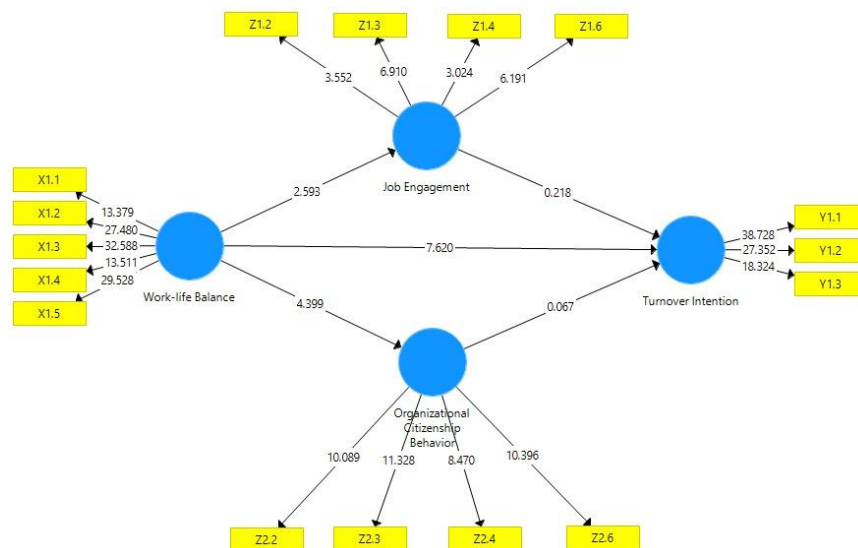 Z1.2
Z1.3
Z1.4
Z1.6
3.552
6.910
3.024
6.191
Job Engagement
2.593
0.218
X1.1
X1.2
X1.3
X1.4
X1.5
13.379
27.480
32.588
13.511
29.528
Work-life Balance
7.620
Y1.1
Y1.2
Y1.3
38.728
27.352
18.324
Turnover Intention
4.399
0.067
Organizational
Citizenship
Behavior
10.089
11.328
8.470
10.396
Z2.2
Z2.3
Z2.4
Z2.6